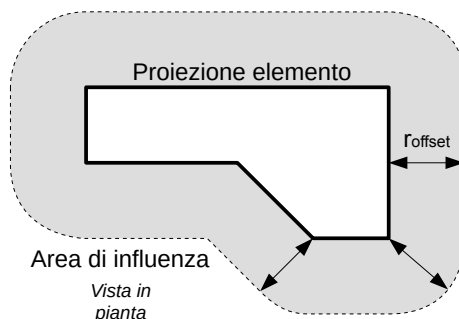 Proiezione elemento
roffset
Area di influenza
Vista in
pianta